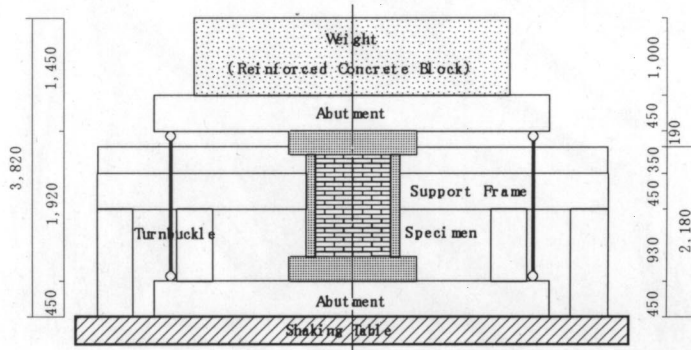 Weight
(Reinforced Concrete Block)
Abutment
Support Frame
Turnbuckle
Specimen
Abutment
Shaking Table
3,820
1,450
1,920
450
1,000
450
190
350
450
930
450
2,180